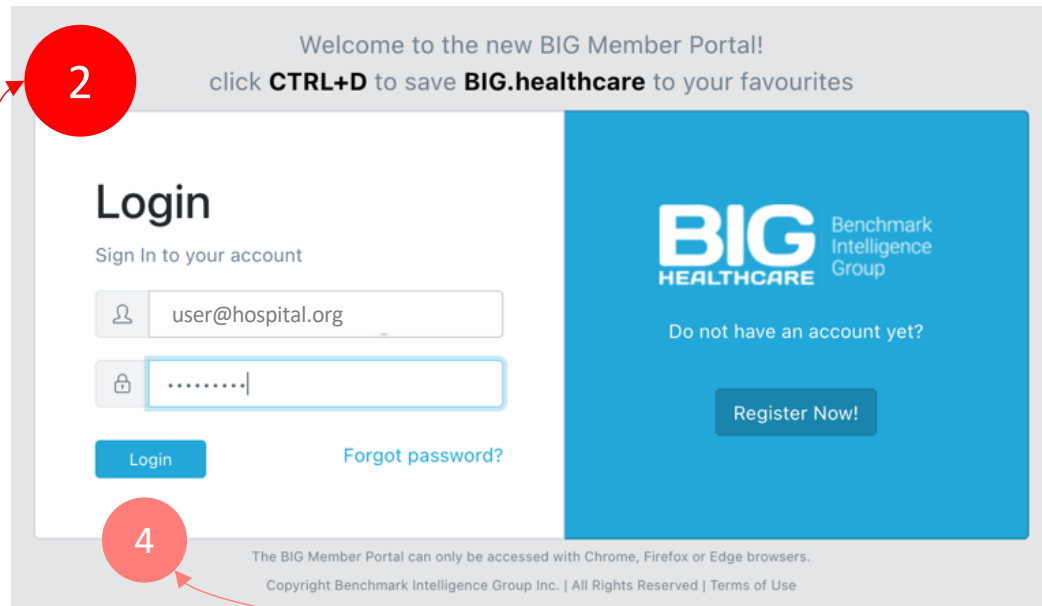 Welcome to the new BIG Member Portal!
2
click CTRL+D to save BIG.healthcare to your favourites
Login
Sign In to your account
user@hospital.org
·········
Login
Forgot password?
BIG
HEALTHCARE
Benchmark
Intelligence
Group
Do not have an account yet?
Register Now!
4
The BIG Member Portal can only be accessed with Chrome, Firefox or Edge browsers.
Copyright Benchmark Intelligence Group Inc. | All Rights Reserved | Terms of Use